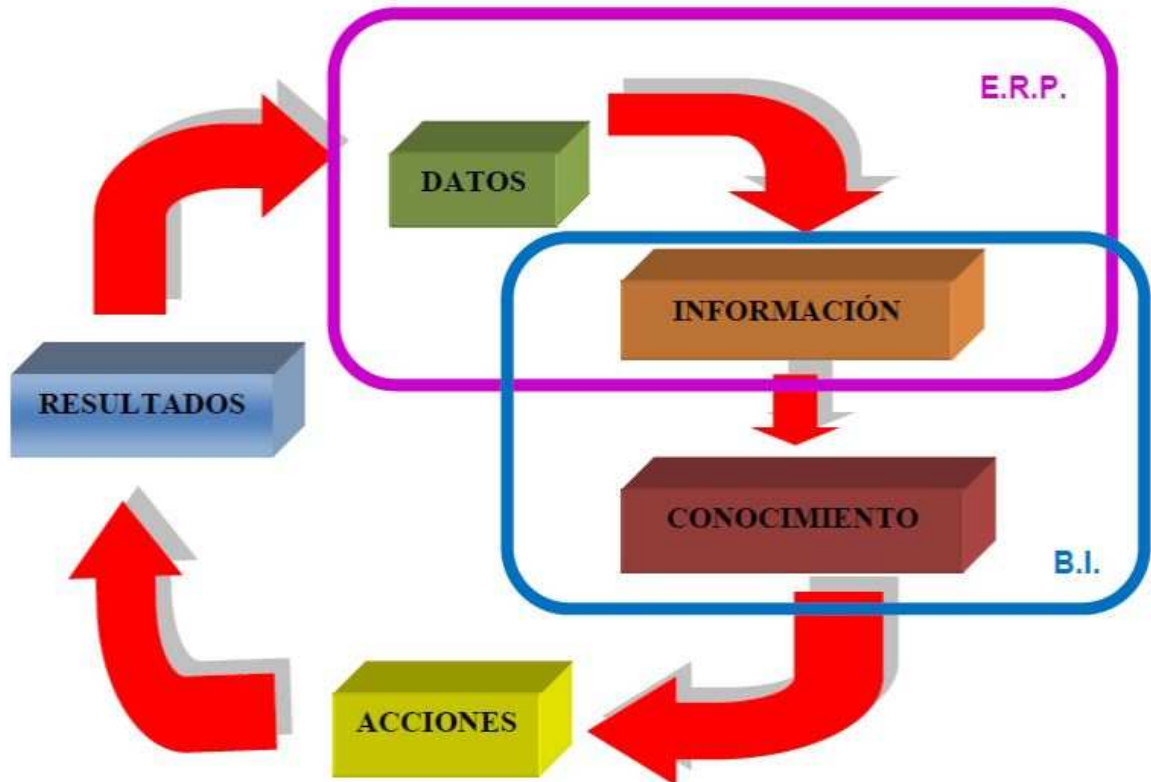 E.R.P.
DATOS
INFORMACIÓN
RESULTADOS
CONOCIMIENTO
B.I.
ACCIONES